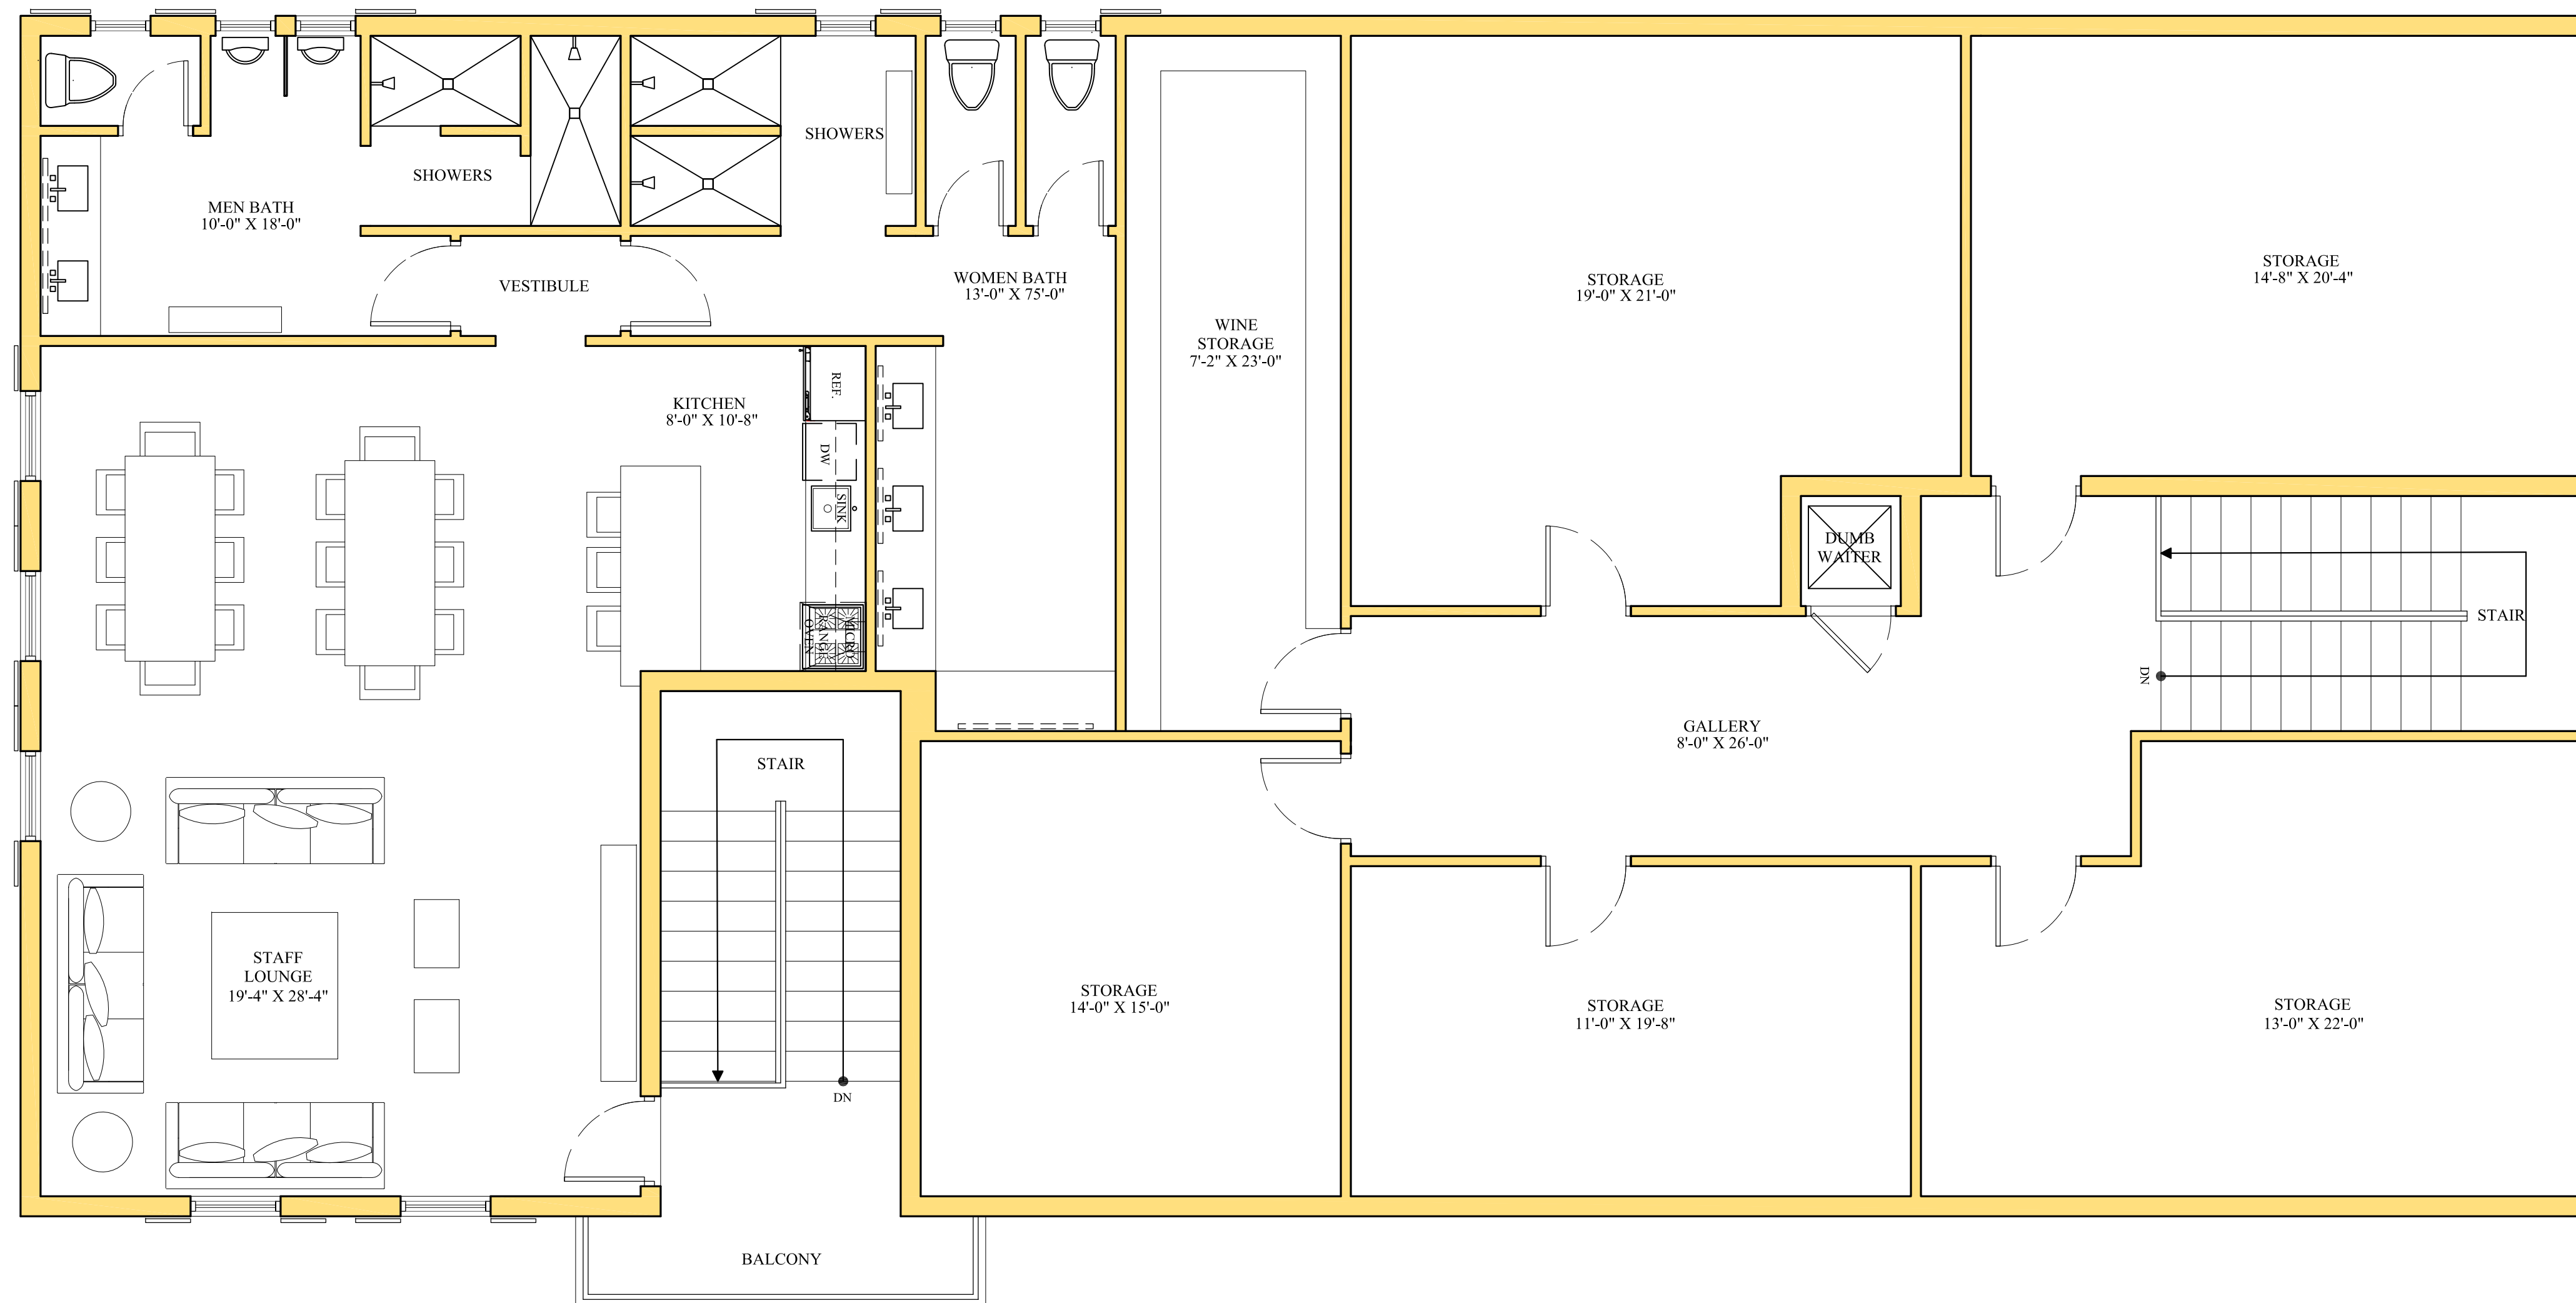 SHOWERS
SHOWERS
MEN BATH
10'-0" X 18'-0"
VESTIBULE
WOMEN BATH
13'-0" X 75'-0"
WINE
STORAGE
7'-2" X 23'-0"
STORAGE
19'-0" X 21'-0"
STORAGE
14'-8" X 20'-4"
KITCHEN
8'-0" X 10'-8"
REF.
DW
SINK
MICRO
RANGE
OVEN
DUMB
WAITER
STAIR
DN
GALLERY
8'-0" X 26'-0"
STAIR
DN
STAFF
LOUNGE
19'-4" X 28'-4"
STORAGE
14'-0" X 15'-0"
STORAGE
11'-0" X 19'-8"
STORAGE
13'-0" X 22'-0"
BALCONY